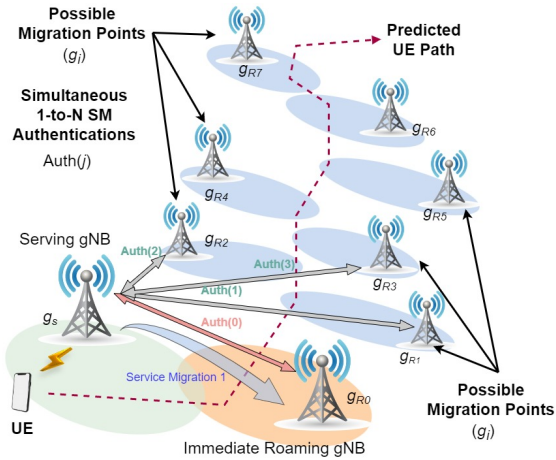 Possible
Migration Points
(gi)
Predicted
UE Path
gR7
Simultaneous
1-to-N SM
Authentications
Auth(j)
gR6
gR4
gR5
Serving gNB
gR2
Auth(2)
Auth(3)
gR3
Auth(1)
gs
Auth(0)
gR1
Service Migration 1
gR0
UE
Immediate Roaming gNB
Possible
Migration Points
(gi)